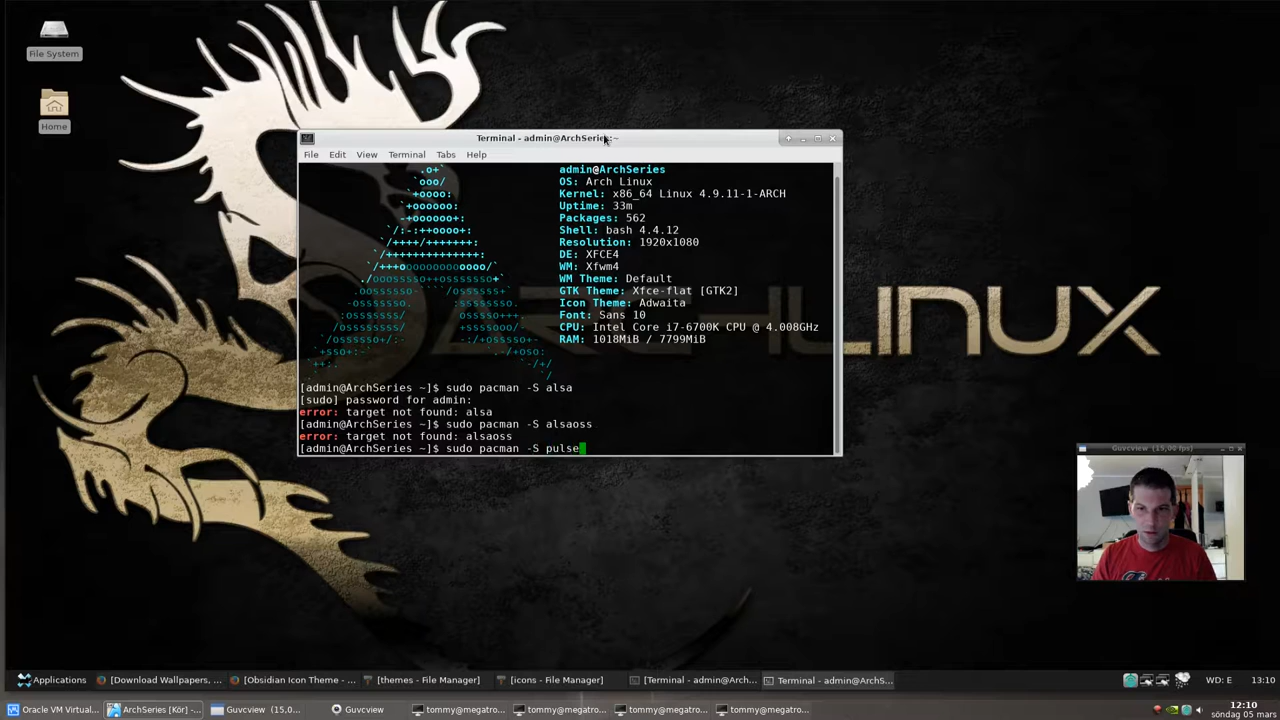 File System
Home
ARCHLINUX
Terminal - admin@ArchSeries:~
File Edit View Terminal Tabs Help
admin@ArchSeries
OS: Arch Linux
Kernel: x86_64 Linux 4.9.11-1-ARCH
Uptime: 33m
Packages: 562
Shell: bash 4.4.12
Resolution: 1920x1080
DE: XFCE4
WM: Xfwm4
WM Theme: Default
GTK Theme: Xfce-flat [GTK2]
Icon Theme: Adwaita
Font: Sans 10
CPU: Intel Core i7-6700K CPU @ 4.008GHz
RAM: 1018MiB / 7799MiB
[admin@ArchSeries ~]$ sudo pacman -S alsa
[sudo] password for admin:
error: target not found: alsa
[admin@ArchSeries ~]$ sudo pacman -S alsaoss
error: target not found: alsaoss
[admin@ArchSeries ~]$ sudo pacman -S pulse
Guvcview (15,00 fps)
Applications [Download Wallpapers, ... [Obsidian Icon Theme - ... [themes - File Manager] [icons - File Manager] [Terminal - admin@Arch... Terminal - admin@ArchS... WD: E 13:10
Oracle VM Virtual... ArchSeries [Kör] -... Guvcview (15,0... Guvcview tommy@megatro... tommy@megatro... tommy@megatro... tommy@megatro... 12:10
söndag 05 mars